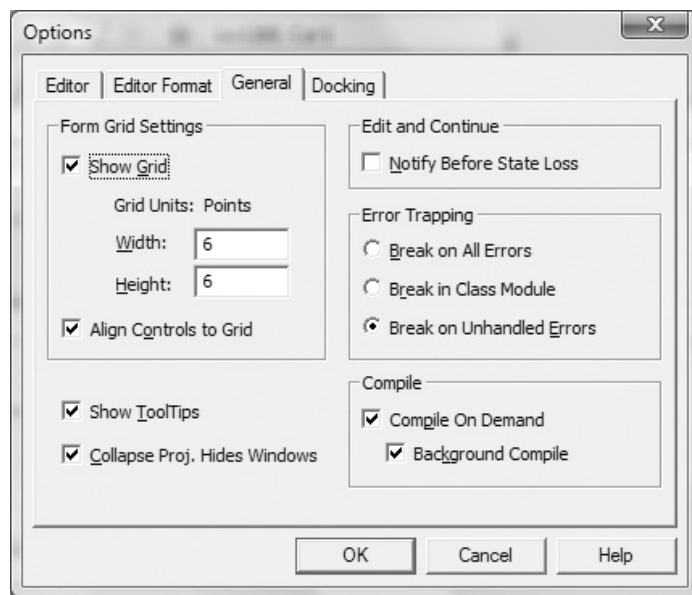 Options
Editor
Editor Format
General
Docking
Form Grid Settings
Show Grid
Grid Units: Points
Width:
6
Height:
6
Align Controls to Grid
Show ToolTips
Collapse Proj. Hides Windows
Edit and Continue
Notify Before State Loss
Error Trapping
Break on All Errors
Break in Class Module
Break on Unhandled Errors
Compile
Compile On Demand
Background Compile
OK
Cancel
Help